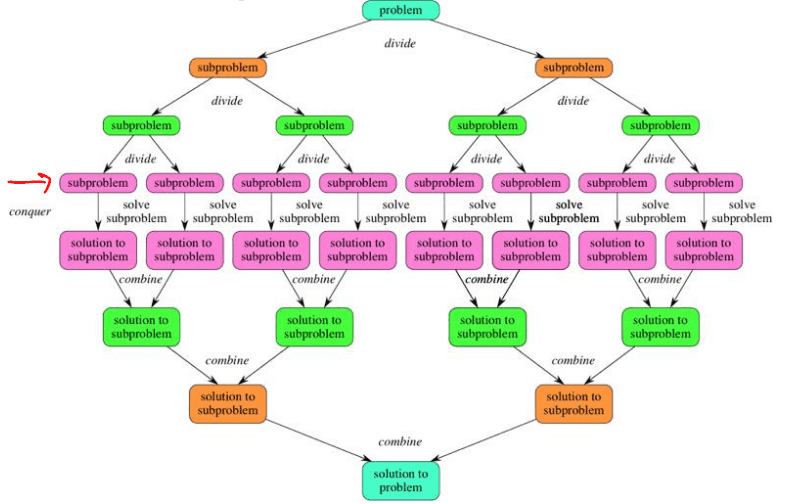 problem
divide
subproblem subproblem
divide divide
subproblem subproblem subproblem subproblem
divide divide divide divide
subproblem subproblem subproblem subproblem subproblem subproblem subproblem subproblem
conquer
solve solve solve solve solve solve solve solve
subproblem subproblem subproblem subproblem subproblem subproblem subproblem subproblem
solution to solution to solution to solution to solution to solution to solution to solution to
subproblem subproblem subproblem subproblem subproblem subproblem subproblem subproblem
combine combine combine combine
solution to solution to solution to solution to
subproblem subproblem subproblem subproblem
combine combine
solution to solution to
subproblem subproblem
combine
solution to
problem